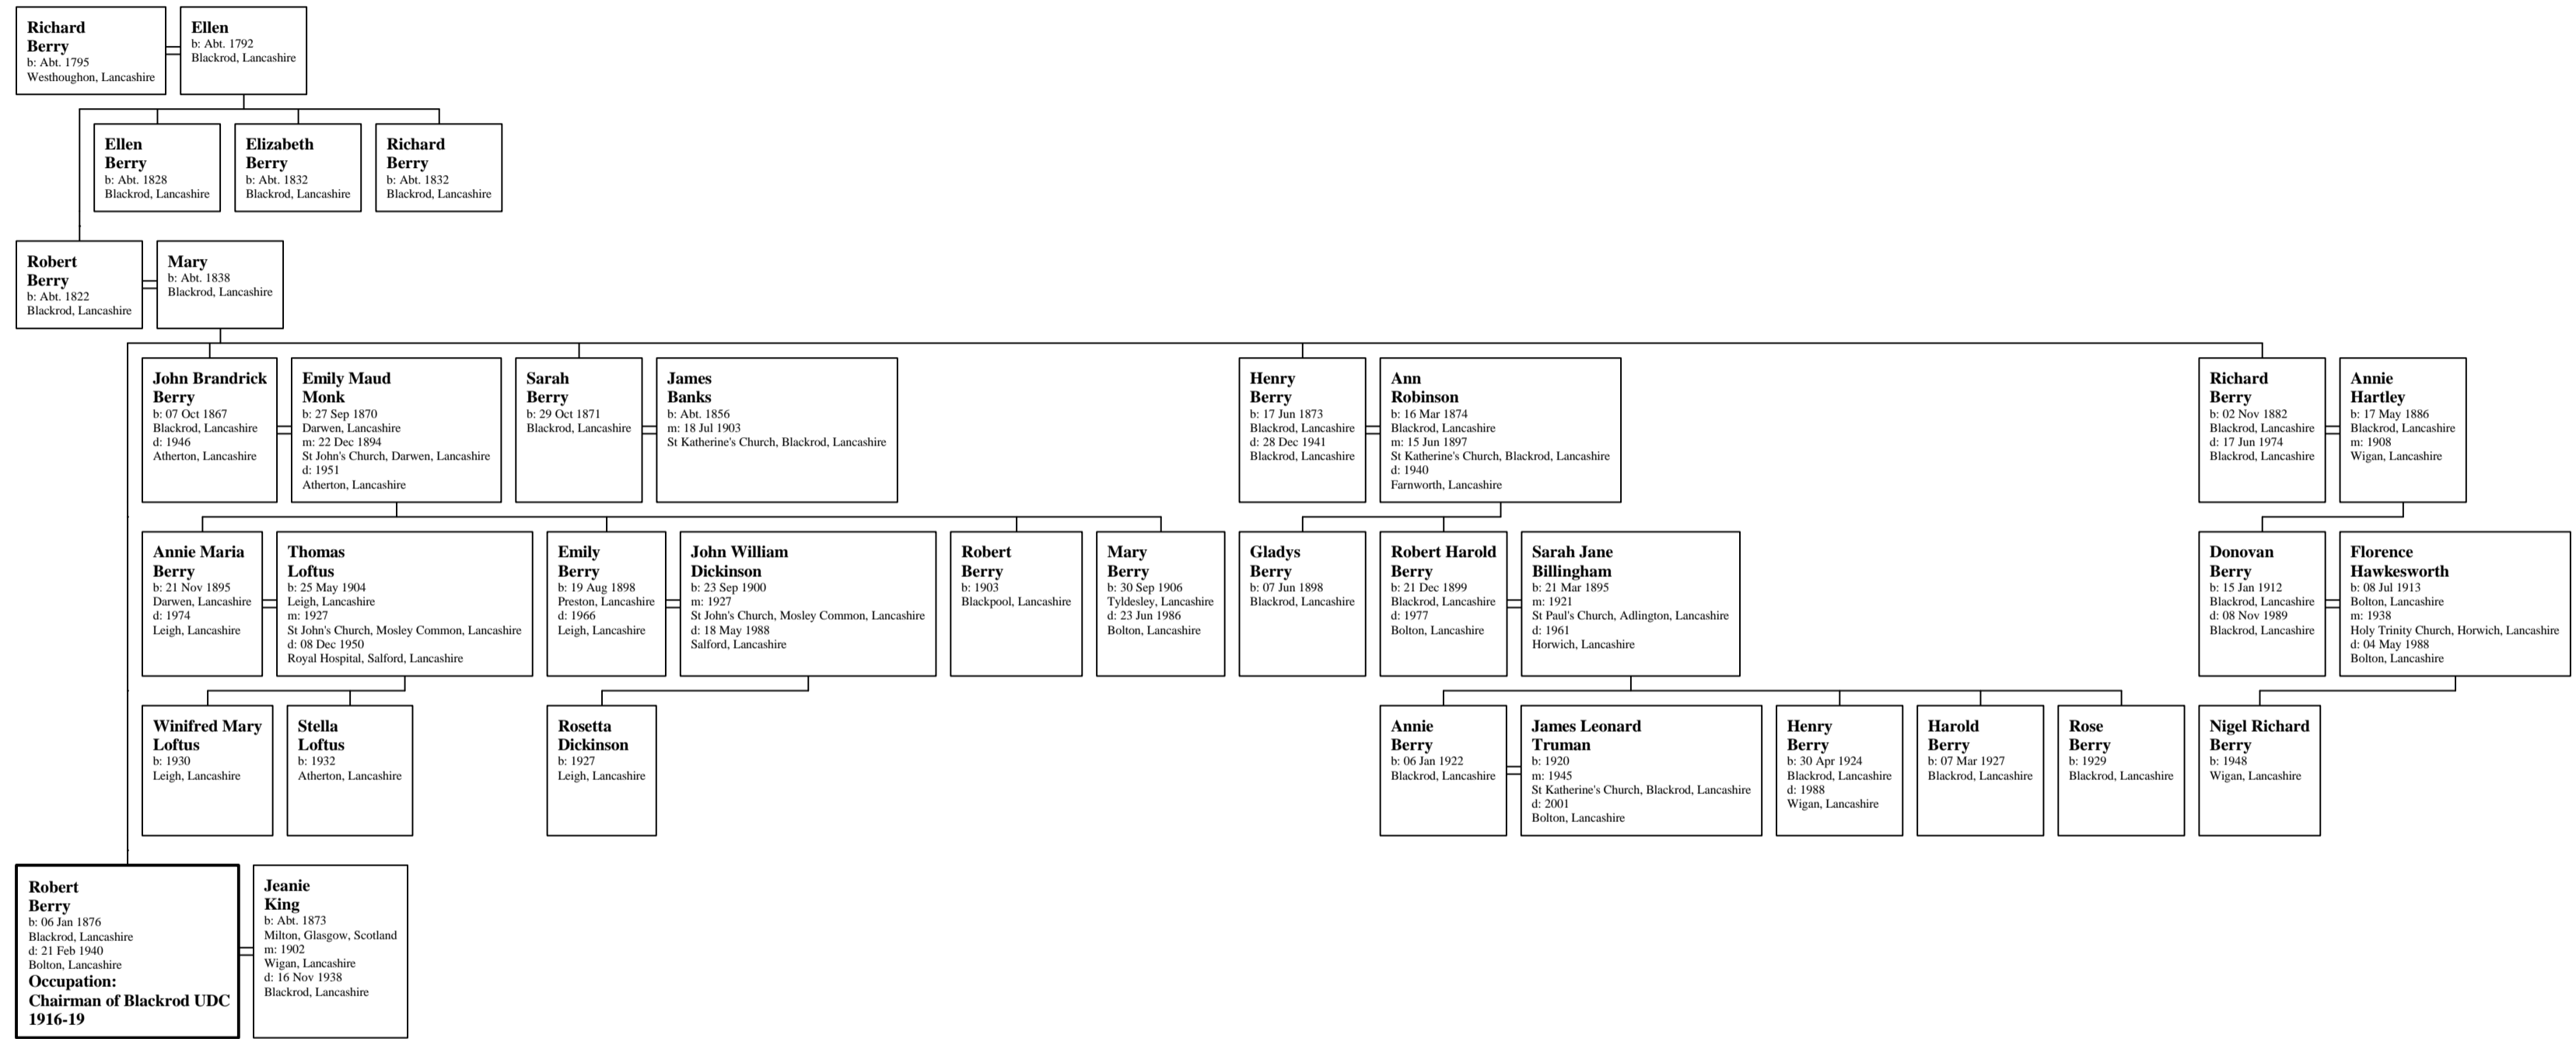 Richard
Berry
b: Abt. 1795
Westhoughon, Lancashire
Ellen
b: Abt. 1792
Blackrod, Lancashire
Ellen
Berry
b: Abt. 1828
Blackrod, Lancashire
Elizabeth
Berry
b: Abt. 1832
Blackrod, Lancashire
Richard
Berry
b: Abt. 1832
Blackrod, Lancashire
Robert
Berry
b: Abt. 1822
Blackrod, Lancashire
Mary
b: Abt. 1838
Blackrod, Lancashire
John Brandrick
Berry
b: 07 Oct 1867
Blackrod, Lancashire
d: 1946
Atherton, Lancashire
Emily Maud
Monk
b: 27 Sep 1870
Darwen, Lancashire
m: 22 Dec 1894
St John's Church, Darwen, Lancashire
d: 1951
Atherton, Lancashire
Sarah
Berry
b: 29 Oct 1871
Blackrod, Lancashire
James
Banks
b: Abt. 1856
m: 18 Jul 1903
St Katherine's Church, Blackrod, Lancashire
Henry
Berry
b: 17 Jun 1873
Blackrod, Lancashire
d: 28 Dec 1941
Blackrod, Lancashire
Ann
Robinson
b: 16 Mar 1874
Blackrod, Lancashire
m: 15 Jun 1897
St Katherine's Church, Blackrod, Lancashire
d: 1940
Farnworth, Lancashire
Richard
Berry
b: 02 Nov 1882
Blackrod, Lancashire
d: 17 Jun 1974
Blackrod, Lancashire
Annie
Hartley
b: 17 May 1886
Blackrod, Lancashire
m: 1908
Wigan, Lancashire
Annie Maria
Berry
b: 21 Nov 1895
Darwen, Lancashire
d: 1974
Leigh, Lancashire
Thomas
Loftus
b: 25 May 1904
Leigh, Lancashire
m: 1927
St John's Church, Mosley Common, Lancashire
d: 08 Dec 1950
Royal Hospital, Salford, Lancashire
Emily
Berry
b: 19 Aug 1898
Preston, Lancashire
d: 1966
Leigh, Lancashire
John William
Dickinson
b: 23 Sep 1900
m: 1927
St John's Church, Mosley Common, Lancashire
d: 18 May 1988
Salford, Lancashire
Robert
Berry
b: 1903
Blackpool, Lancashire
Mary
Berry
b: 30 Sep 1906
Tyldesley, Lancashire
d: 23 Jun 1986
Bolton, Lancashire
Gladys
Berry
b: 07 Jun 1898
Blackrod, Lancashire
Robert Harold
Berry
b: 21 Dec 1899
Blackrod, Lancashire
d: 1977
Bolton, Lancashire
Sarah Jane
Billingham
b: 21 Mar 1895
m: 1921
St Paul's Church, Adlington, Lancashire
d: 1961
Horwich, Lancashire
Donovan
Berry
b: 15 Jan 1912
Blackrod, Lancashire
d: 08 Nov 1989
Blackrod, Lancashire
Florence
Hawkesworth
b: 08 Jul 1913
Bolton, Lancashire
m: 1938
Holy Trinity Church, Horwich, Lancashire
d: 04 May 1988
Bolton, Lancashire
Winifred Mary
Loftus
b: 1930
Leigh, Lancashire
Stella
Loftus
b: 1932
Atherton, Lancashire
Rosetta
Dickinson
b: 1927
Leigh, Lancashire
Annie
Berry
b: 06 Jan 1922
Blackrod, Lancashire
James Leonard
Truman
b: 1920
m: 1945
St Katherine's Church, Blackrod, Lancashire
d: 2001
Bolton, Lancashire
Henry
Berry
b: 30 Apr 1924
Blackrod, Lancashire
d: 1988
Wigan, Lancashire
Harold
Berry
b: 07 Mar 1927
Blackrod, Lancashire
Rose
Berry
b: 1929
Blackrod, Lancashire
Nigel Richard
Berry
b: 1948
Wigan, Lancashire
Robert
Berry
b: 06 Jan 1876
Blackrod, Lancashire
d: 21 Feb 1940
Bolton, Lancashire
Occupation:
Chairman of Blackrod UDC
1916-19
Jeanie
King
b: Abt. 1873
Milton, Glasgow, Scotland
m: 1902
Wigan, Lancashire
d: 16 Nov 1938
Blackrod, Lancashire